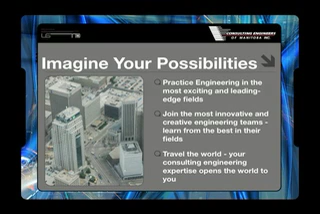 CONSULTING ENGINEERS
OF MANITOBA INC.
Imagine Your Possibilities
Practice Engineering in the
most exciting and leading-
edge fields
Join the most innovative and
creative engineering teams -
learn from the best in their
fields
Travel the world - your
consulting engineering
expertise opens the world to
you